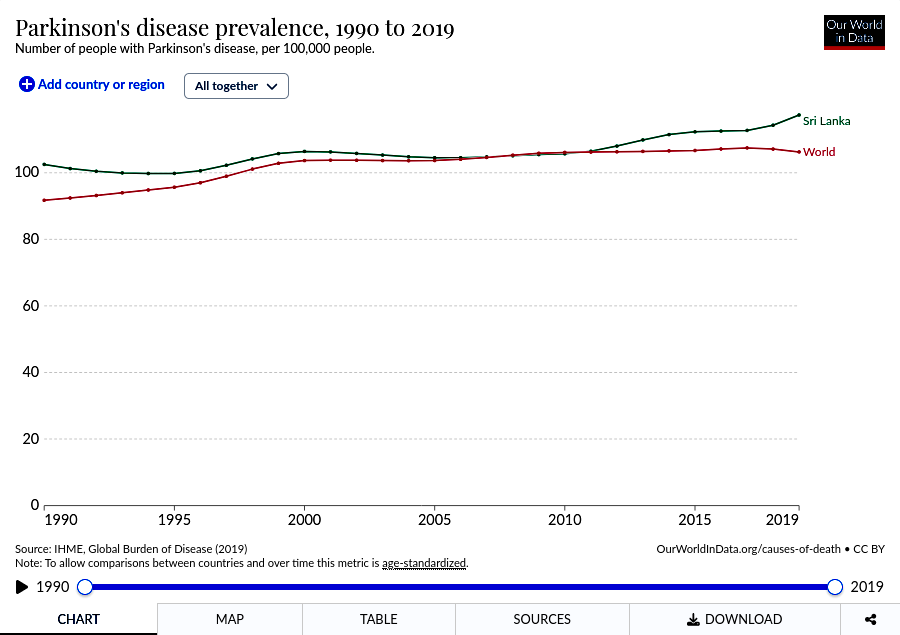 Parkinson's disease prevalence, 1990 to 2019
Number of people with Parkinson's disease, per 100,000 people.
Our World
in Data
Add country or region
All together
Sri Lanka
World
100
80
60
40
20
0
1990 1995 2000 2005 2010 2015 2019
Source: IHME, Global Burden of Disease (2019)
OurWorldInData.org/causes-of-death • CC BY
Note: To allow comparisons between countries and over time this metric is age-standardized.
1990 2019
CHART MAP TABLE SOURCES DOWNLOAD